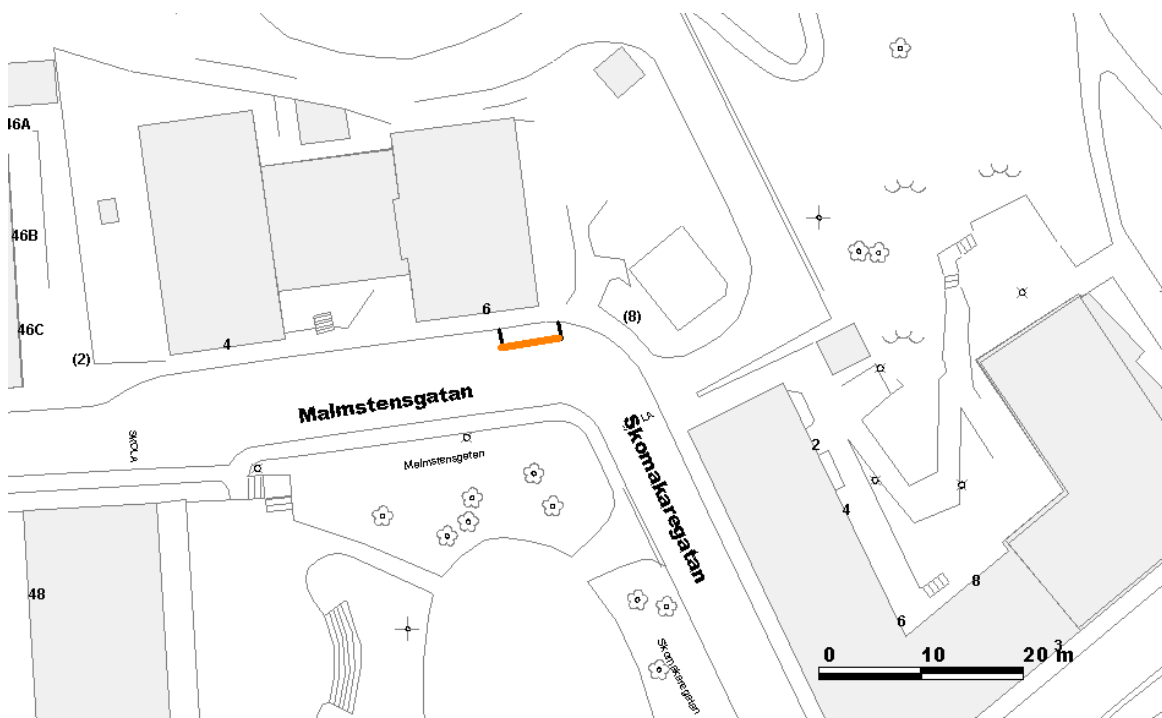 46A
46B
46C
(2)
4
6
(8)
Malmstensgatan
SKOLA
Malmstensgatan
Skomakaregatan
LA
2
4
8
6
48
Skomakaregatan
3
0 10 20 m